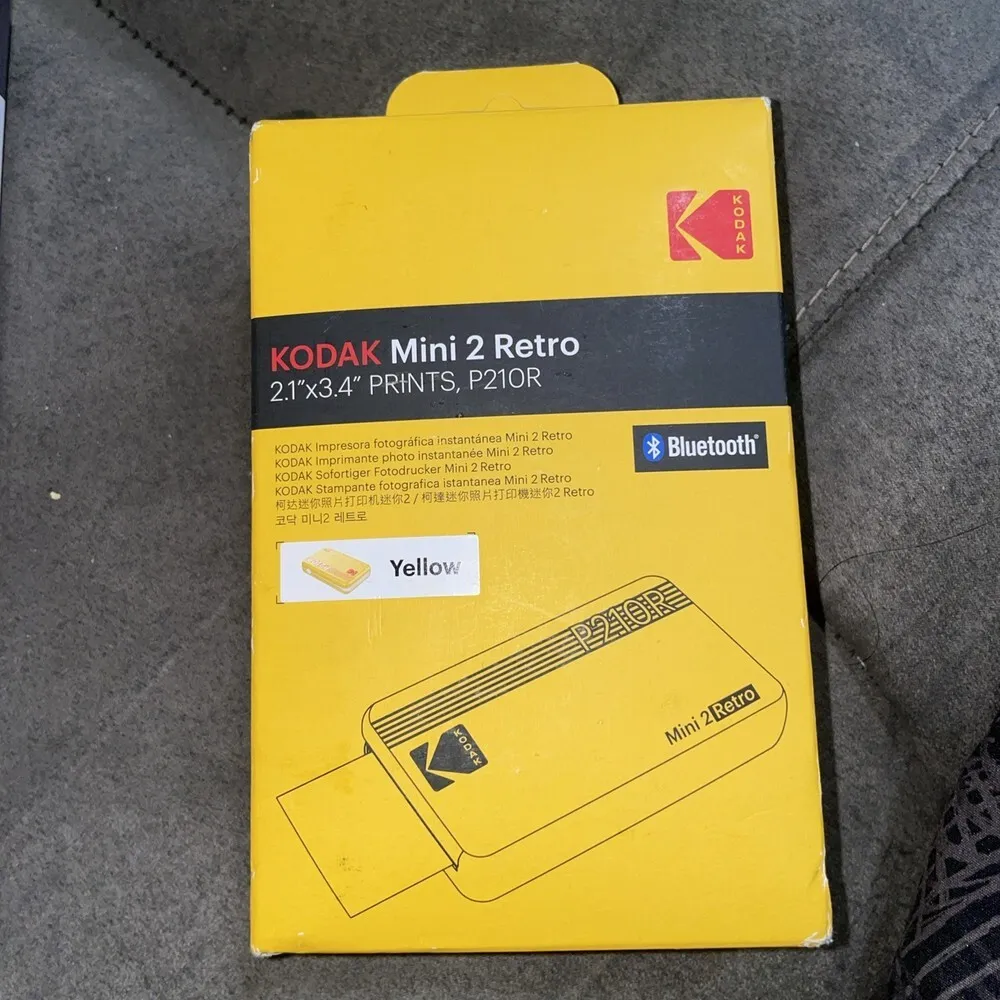 KODAK
KODAK Mini 2 Retro
2.1”x3.4” PRINTS, P210R
KODAK Impresora fotográfica instantánea Mini 2 Retro
KODAK Imprimante photo instantanée Mini 2 Retro
KODAK Sofortiger Fotodrucker Mini 2 Retro
KODAK Stampante fotografica istantanea Mini 2 Retro
柯达迷你照片打印机迷你2 / 柯達迷你照片打印機迷你2 Retro
코닥 미니2 레트로
Bluetooth®
Yellow
P210R
Mini 2 Retro
KODAK